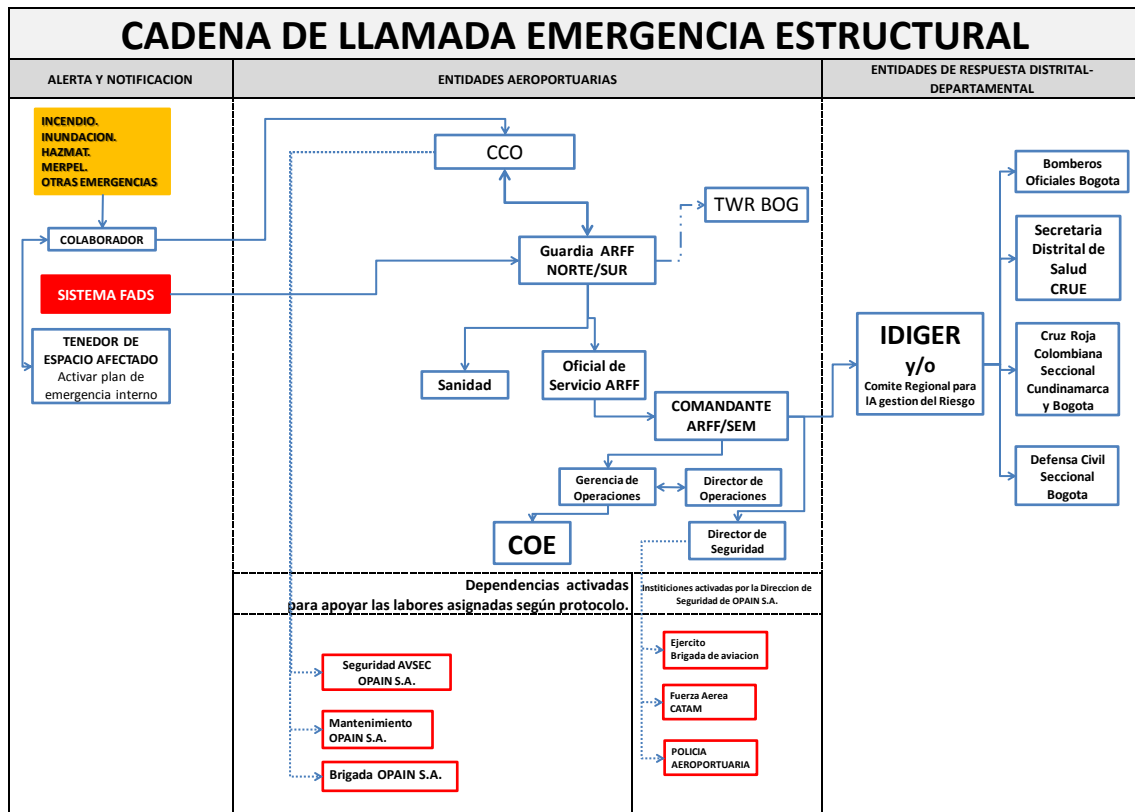 CADENA DE LLAMADA EMERGENCIA ESTRUCTURAL
ALERTA Y NOTIFICACION
ENTIDADES AEROPORTUARIAS
ENTIDADES DE RESPUESTA DISTRITAL-
DEPARTAMENTAL
INCENDIO.
INUNDACION.
HAZMAT.
MERPEL.
OTRAS EMERGENCIAS
COLABORADOR
SISTEMA FADS
TENEDOR DE
ESPACIO AFECTADO
Activar plan de
emergencia interno
CCO
TWR BOG
Guardia ARFF
NORTE/SUR
Sanidad
Oficial de
Servicio ARFF
COMANDANTE
ARFF/SEM
Gerencia de
Operaciones
Director de
Operaciones
COE
Director de
Seguridad
Dependencias activadas
para apoyar las labores asignadas según protocolo.
Instituciones activadas por la Direccion de
Seguridad de OPAIN S.A.
Seguridad AVSEC
OPAIN S.A.
Mantenimiento
OPAIN S.A.
Brigada OPAIN S.A.
Ejercito
Brigada de aviacion
Fuerza Aerea
CATAM
POLICIA
AEROPORTUARIA
IDIGER
y/o
Comite Regional para
lA gestion del Riesgo
Bomberos
Oficiales Bogota
Secretaria
Distrital de
Salud
CRUE
Cruz Roja
Colombiana
Seccional
Cundinamarca
y Bogota
Defensa Civil
Seccional
Bogota